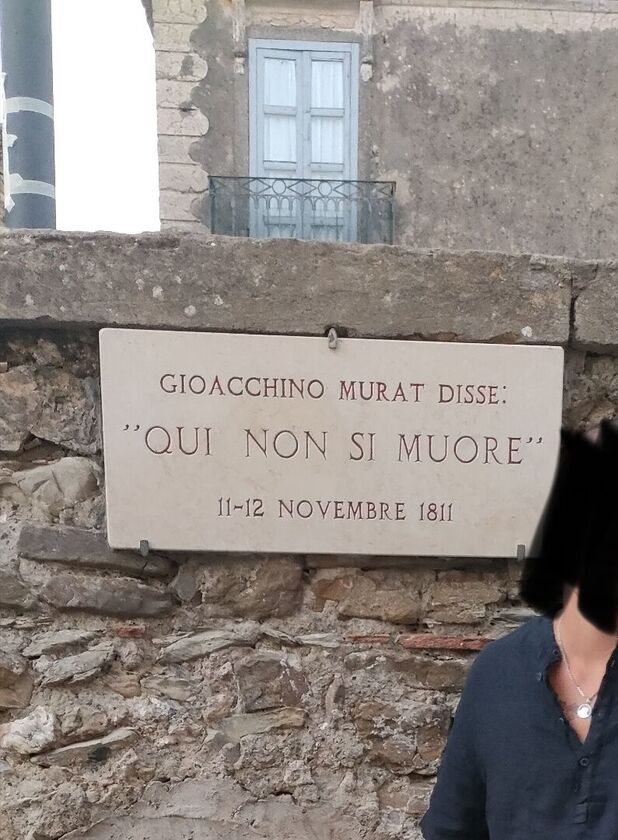 GIOACCHINO MURAT DISSE:
''QUI NON SI MUORE''
11-12 NOVEMBRE 1811